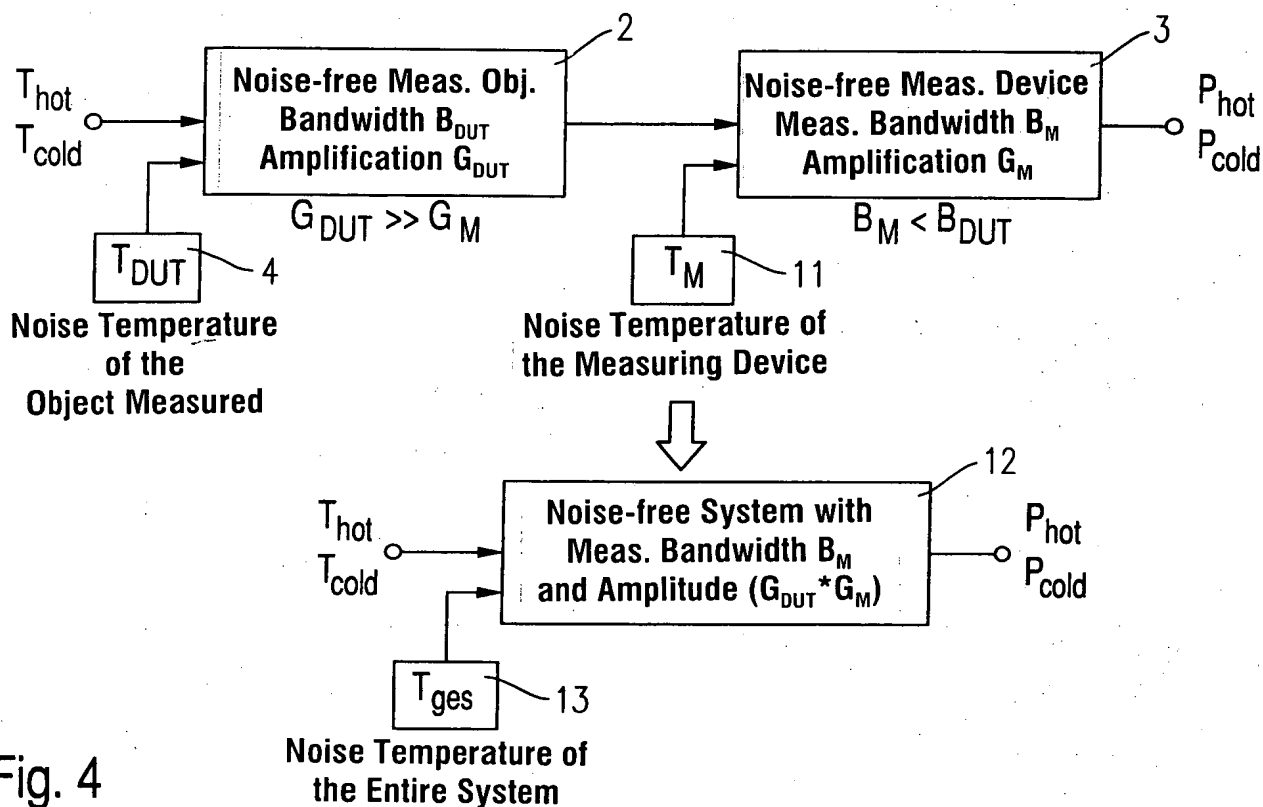 2
3
T_hot
T_cold
Noise-free Meas. Obj.
Bandwidth B_DUT
Amplification G_DUT
Noise-free Meas. Device
Meas. Bandwidth B_M
Amplification G_M
P_hot
P_cold
G_DUT >> G_M
B_M < B_DUT
T_DUT
4
T_M
11
Noise Temperature
of the
Object Measured
Noise Temperature of
the Measuring Device
12
T_hot
T_cold
Noise-free System with
Meas. Bandwidth B_M
and Amplitude (G_DUT*G_M)
P_hot
P_cold
T_ges
13
Noise Temperature of
the Entire System
Fig. 4